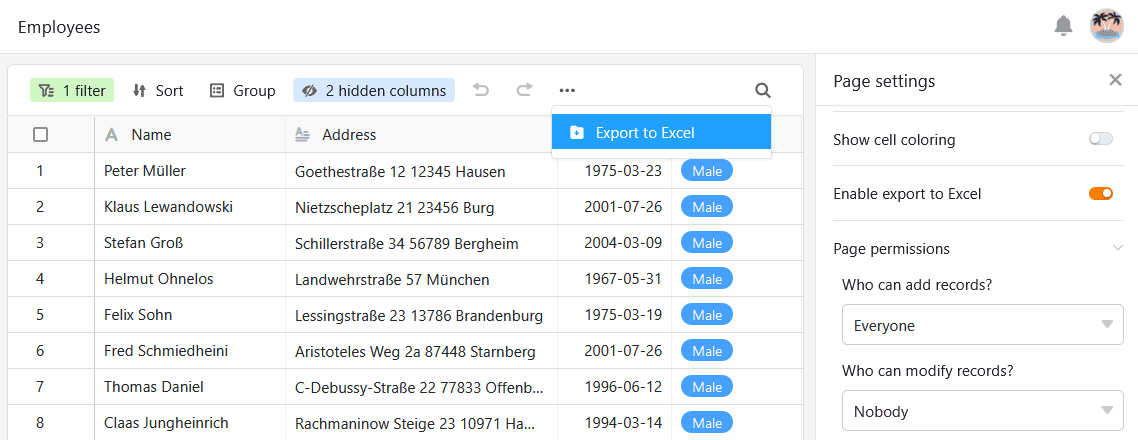 Employees
1 filter Sort Group 2 hidden columns
Export to Excel
Name Address
1 Peter Müller Goethestraße 12 12345 Hausen 1975-03-23 Male
2 Klaus Lewandowski Nietzscheplatz 21 23456 Burg 2001-07-26 Male
3 Stefan Groß Schillerstraße 34 56789 Bergheim 2004-03-09 Male
4 Helmut Ohnelos Landwehrstraße 57 München 1967-05-31 Male
5 Felix Sohn Lessingstraße 23 13786 Brandenburg 1975-03-19 Male
6 Fred Schmiedheini Aristoteles Weg 2a 87448 Starnberg 2001-07-26 Male
7 Thomas Daniel C-Debussy-Straße 22 77833 Offenb... 1996-06-12 Male
8 Claas Jungheinrich Rachmaninow Steige 23 10971 Ha... 1994-03-14 Male
Page settings
Show cell coloring
Enable export to Excel
Page permissions
Who can add records?
Everyone
Who can modify records?
Nobody